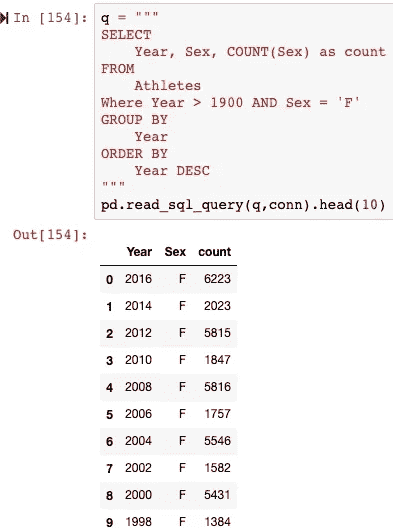 In [154]: q = """
SELECT
Year, Sex, COUNT(Sex) as count
FROM
Athletes
Where Year > 1900 AND Sex = 'F'
GROUP BY
Year
ORDER BY
Year DESC
"""
pd.read_sql_query(q,conn).head(10)
Out[154]:
Year Sex count
0 2016 F 6223
1 2014 F 2023
2 2012 F 5815
3 2010 F 1847
4 2008 F 5816
5 2006 F 1757
6 2004 F 5546
7 2002 F 1582
8 2000 F 5431
9 1998 F 1384